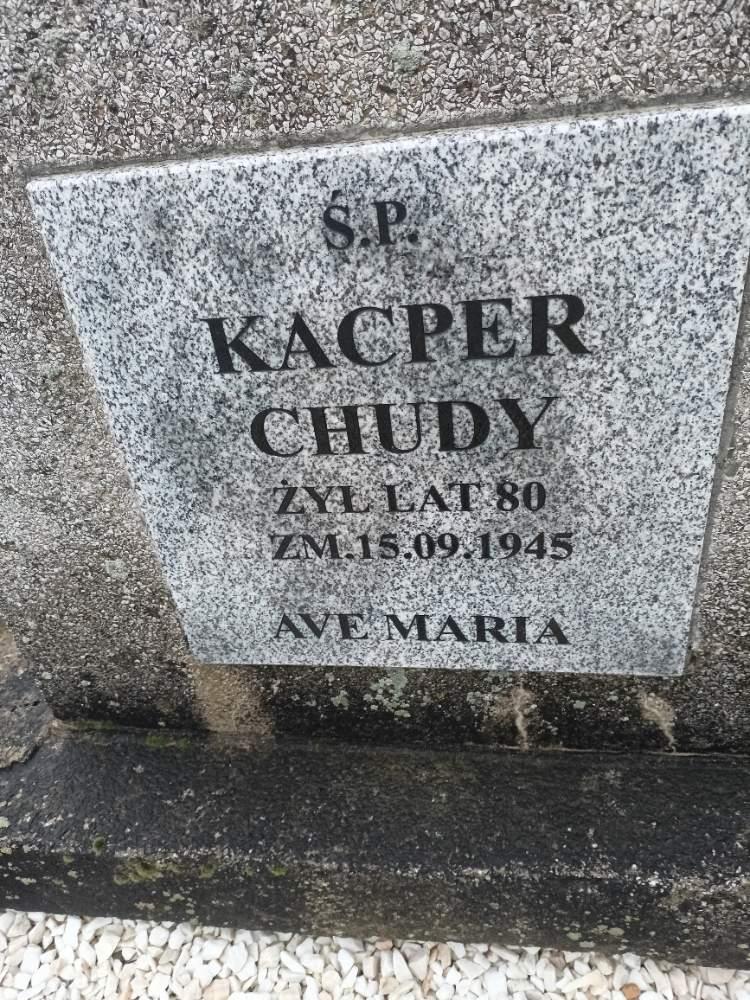 Ś.P.
KACPER
CHUDY
ŻYŁ LAT 80
ZM.15.09.1945
AVE MARIA